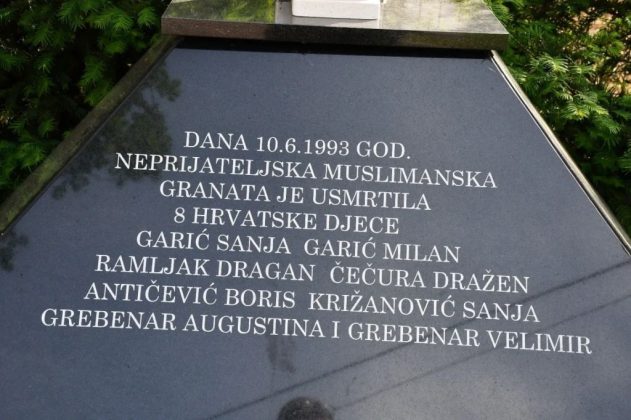 DANA 10.6.1993 GOD.
NEPRIJATELJSKA MUSLIMANSKA
GRANATA JE USMRTILA
8 HRVATSKE DJECE
GARIĆ SANJA GARIĆ MILAN
RAMLJAK DRAGAN ČEČURA DRAŽEN
ANTIČEVIĆ BORIS KRIŽANOVIĆ SANJA
GREBENAR AUGUSTINA I GREBENAR VELIMIR